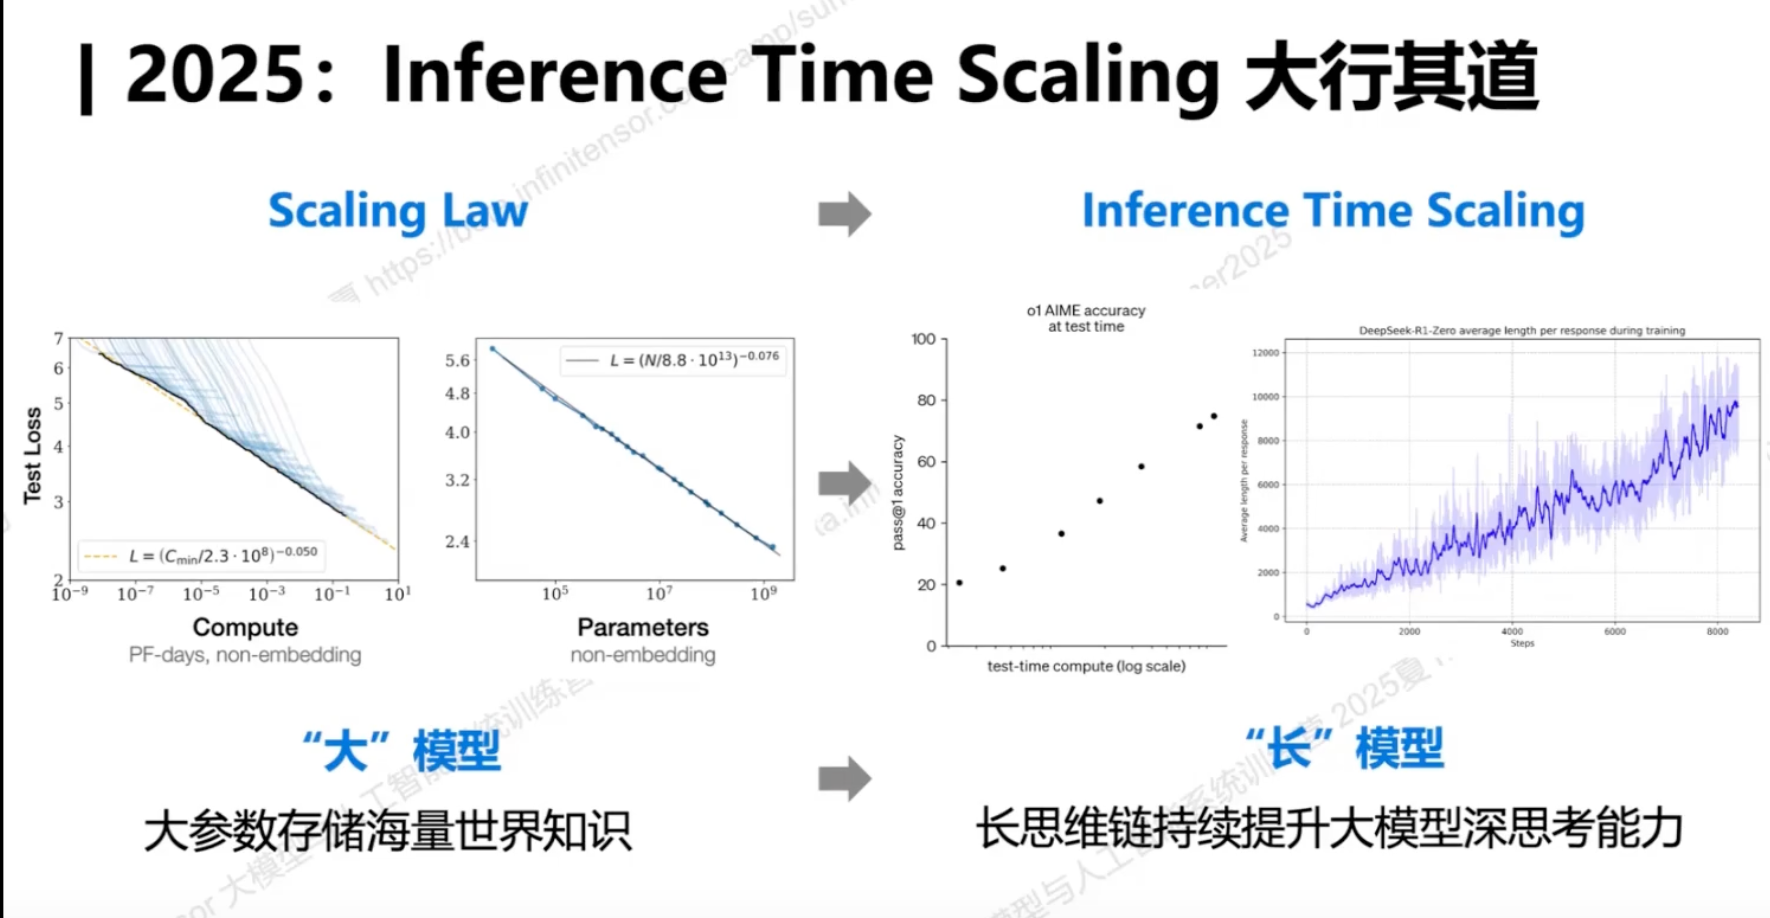 | 2025：Inference Time Scaling 大行其道
Scaling Law
Inference Time Scaling
7
6
5
4
3
2
Test Loss
L = (C_min/2.3 · 10^8)^−0.050
10^−9 10^−7 10^−5 10^−3 10^−1 10^1
Compute
PF-days, non-embedding
5.6
4.8
4.0
3.2
2.4
L = (N/8.8 · 10^13)^−0.076
10^5 10^7 10^9
Parameters
non-embedding
o1 AIME accuracy
at test time
100
80
60
40
20
0
pass@1 accuracy
test-time compute (log scale)
DeepSeek-R1-Zero average length per response during training
12000
10000
8000
6000
4000
2000
0
Average length per response
0 2000 4000 6000 8000
Steps
“大”模型
大参数存储海量世界知识
“长”模型
长思维链持续提升大模型深思考能力